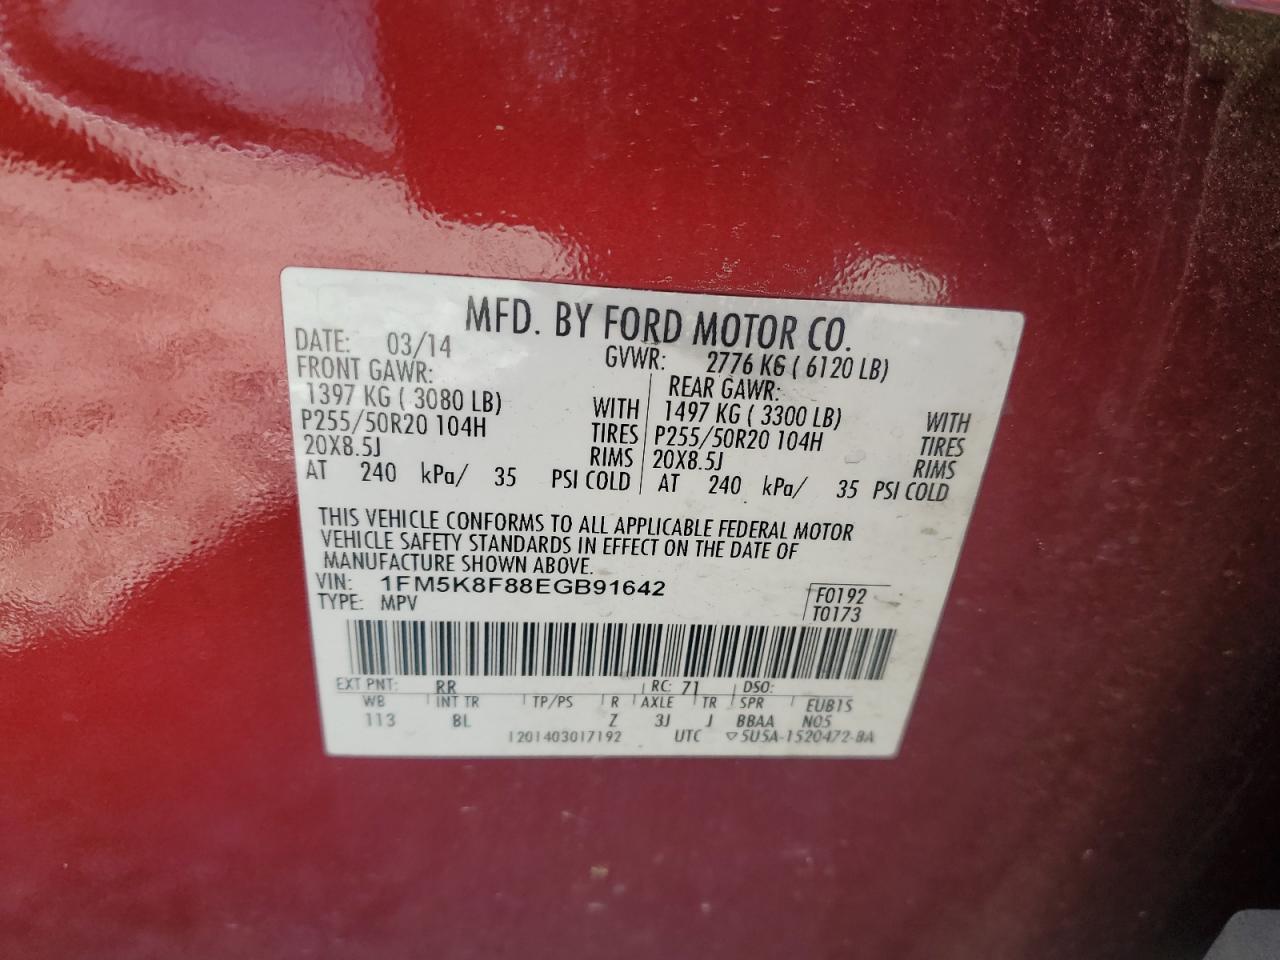 MFD. BY FORD MOTOR CO.
DATE: 03/14 GVWR: 2776 KG ( 6120 LB)
FRONT GAWR: REAR GAWR:
1397 KG ( 3080 LB) WITH 1497 KG ( 3300 LB) WITH
P255/50R20 104H TIRES P255/50R20 104H TIRES
20X8.5J RIMS 20X8.5J RIMS
AT 240 kPa/ 35 PSI COLD AT 240 kPa/ 35 PSI COLD
THIS VEHICLE CONFORMS TO ALL APPLICABLE FEDERAL MOTOR
VEHICLE SAFETY STANDARDS IN EFFECT ON THE DATE OF
MANUFACTURE SHOWN ABOVE.
VIN: 1FM5K8F88EGB91642 F0192
TYPE: MPV T0173
EXT PNT: RR RC: 71 DSO:
WB INT TR TP/PS R AXLE TR SPR EUB1S
113 BL Z 3J J BBAA N05
1201403017192 UTC ▽5U5A-1520472-BA